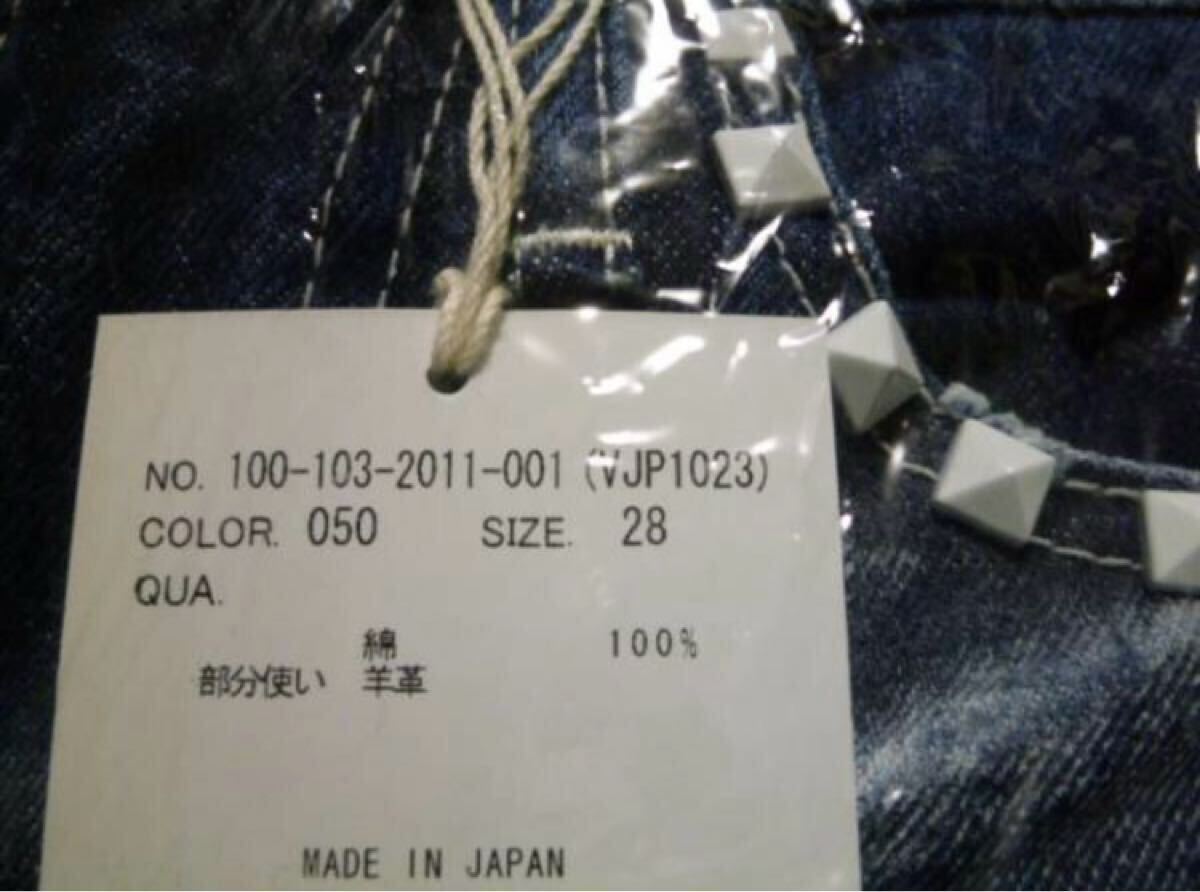 NO. 100-103-2011-001 (VJP1023)
COLOR. 050 SIZE. 28
QUA.
綿 100%
部分使い 羊革
MADE IN JAPAN